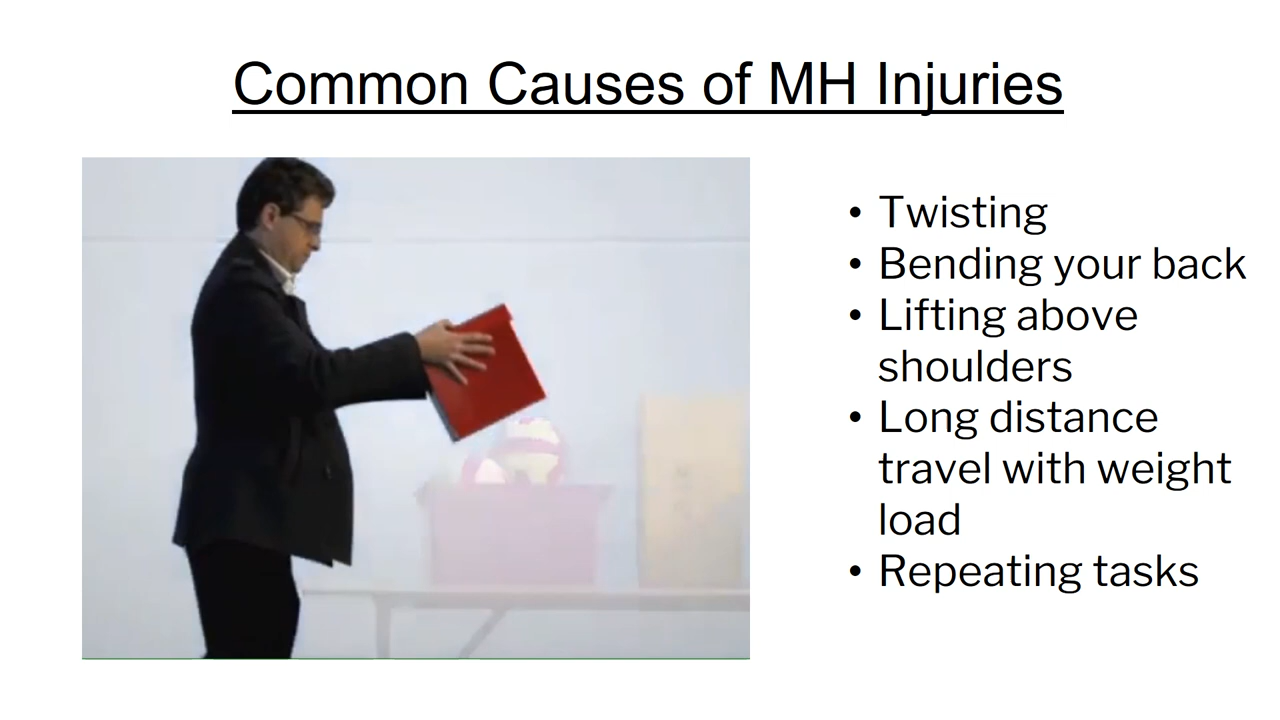 Common Causes of MH Injuries
• Twisting
• Bending your back
• Lifting above
shoulders
• Long distance
travel with weight
load
• Repeating tasks